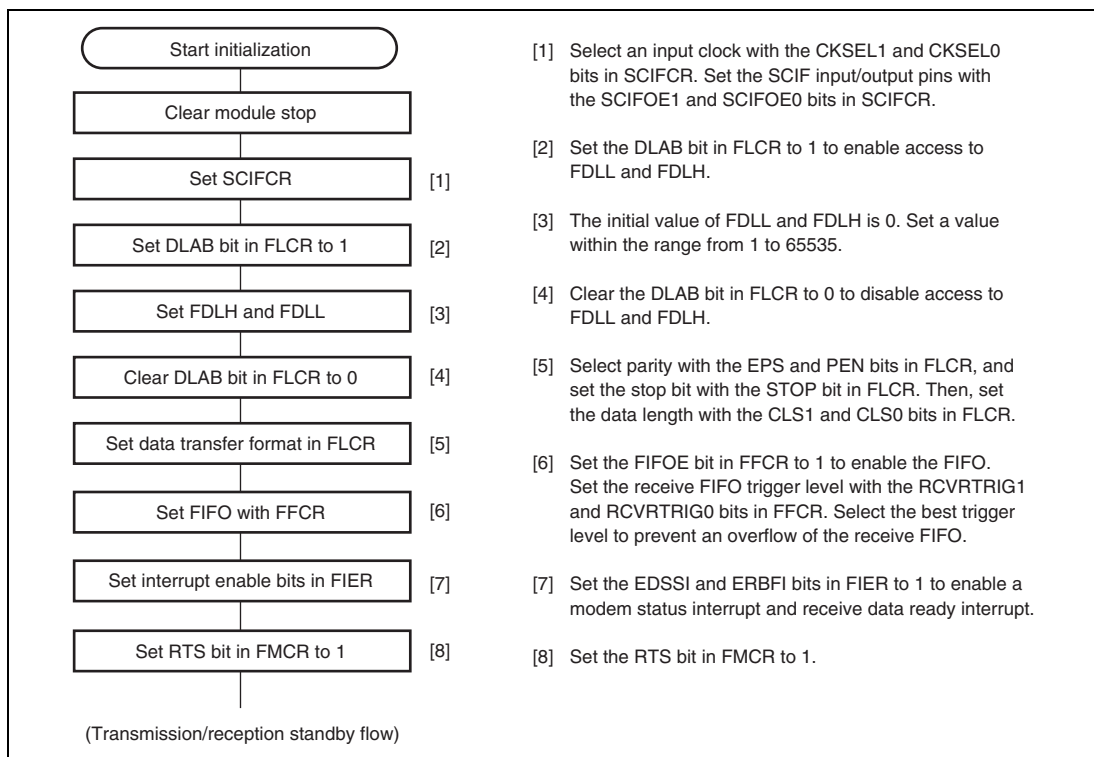 Start initialization
Clear module stop
Set SCIFCR
[1]
Set DLAB bit in FLCR to 1
[2]
Set FDLH and FDLL
[3]
Clear DLAB bit in FLCR to 0
[4]
Set data transfer format in FLCR
[5]
Set FIFO with FFCR
[6]
Set interrupt enable bits in FIER
[7]
Set RTS bit in FMCR to 1
[8]
(Transmission/reception standby flow)
[1] Select an input clock with the CKSEL1 and CKSEL0
bits in SCIFCR. Set the SCIF input/output pins with
the SCIFOE1 and SCIFOE0 bits in SCIFCR.
[2] Set the DLAB bit in FLCR to 1 to enable access to
FDLL and FDLH.
[3] The initial value of FDLL and FDLH is 0. Set a value
within the range from 1 to 65535.
[4] Clear the DLAB bit in FLCR to 0 to disable access to
FDLL and FDLH.
[5] Select parity with the EPS and PEN bits in FLCR, and
set the stop bit with the STOP bit in FLCR. Then, set
the data length with the CLS1 and CLS0 bits in FLCR.
[6] Set the FIFOE bit in FFCR to 1 to enable the FIFO.
Set the receive FIFO trigger level with the RCVRTRIG1
and RCVRTRIG0 bits in FFCR. Select the best trigger
level to prevent an overflow of the receive FIFO.
[7] Set the EDSSI and ERBFI bits in FIER to 1 to enable a
modem status interrupt and receive data ready interrupt.
[8] Set the RTS bit in FMCR to 1.